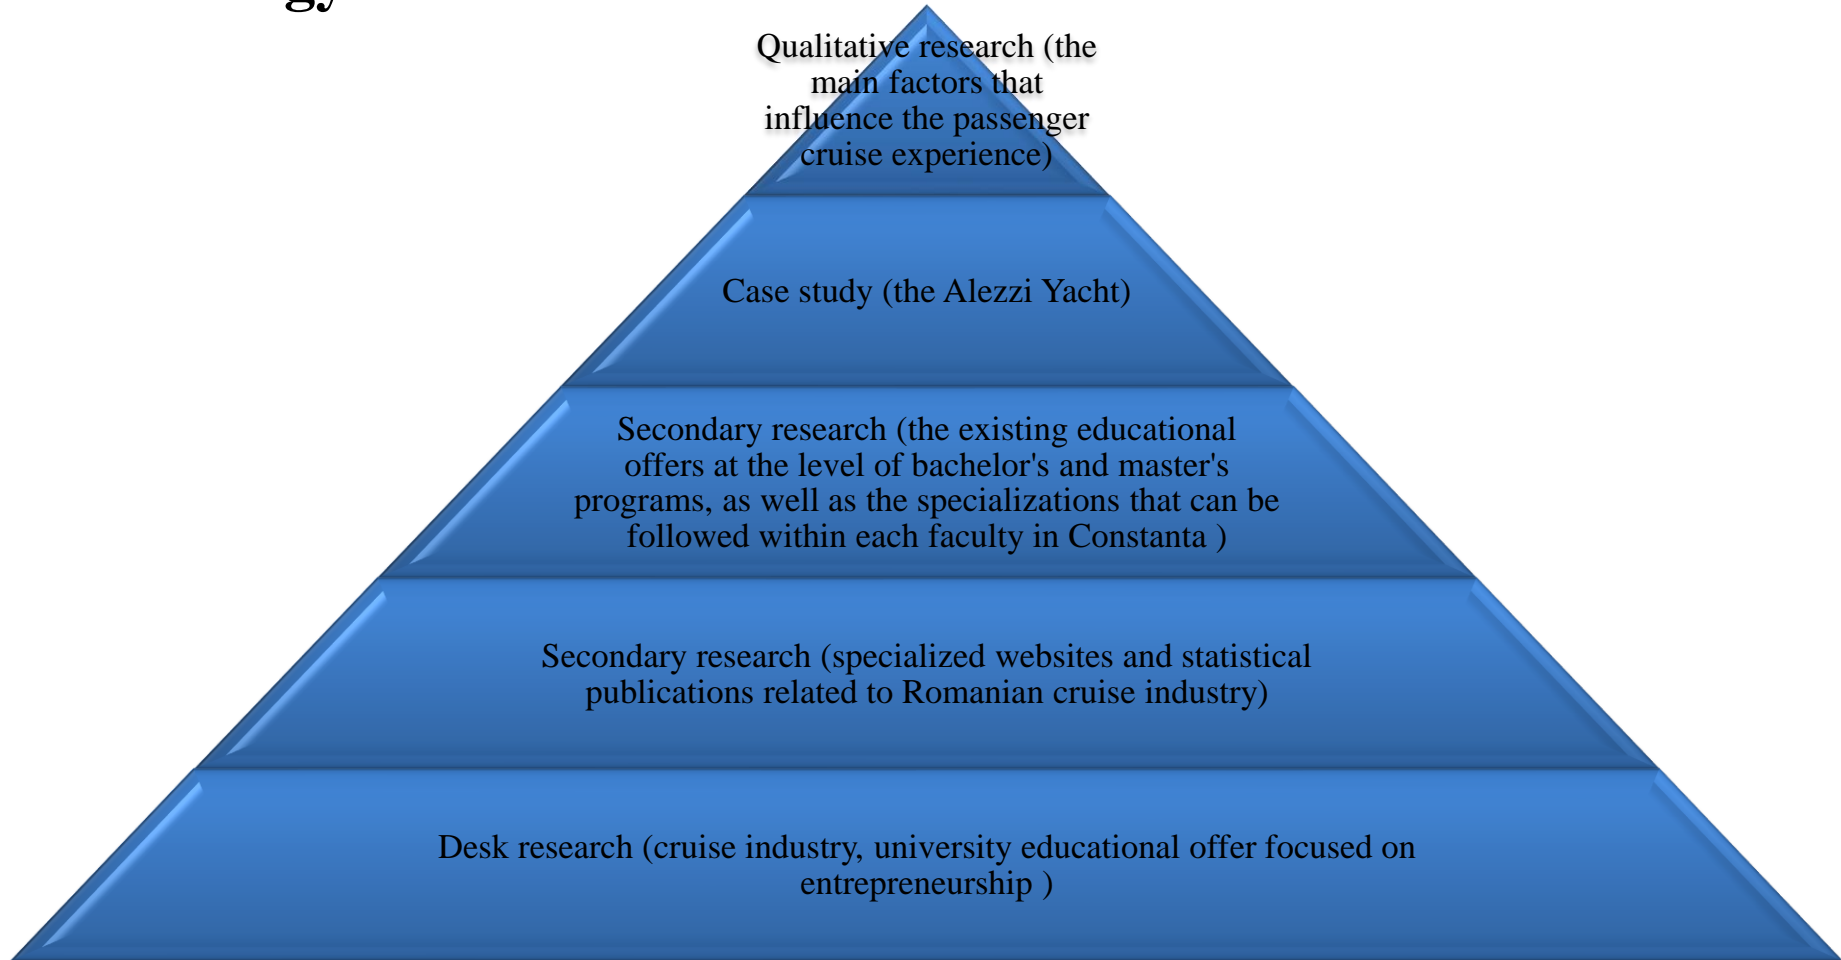 gy
Qualitative research (the
main factors that
influence the passenger
cruise experience)
Case study (the Alezzi Yacht)
Secondary research (the existing educational
offers at the level of bachelor's and master's
programs, as well as the specializations that can be
followed within each faculty in Constanta )
Secondary research (specialized websites and statistical
publications related to Romanian cruise industry)
Desk research (cruise industry, university educational offer focused on
entrepreneurship )